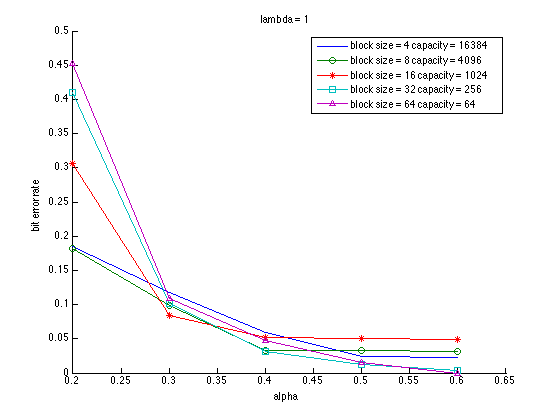 lambda = 1
block size = 4 capacity = 16384
block size = 8 capacity = 4096
block size = 16 capacity = 1024
block size = 32 capacity = 256
block size = 64 capacity = 64
bit error rate
0.5
0.45
0.4
0.35
0.3
0.25
0.2
0.15
0.1
0.05
0
0.2 0.25 0.3 0.35 0.4 0.45 0.5 0.55 0.6 0.65
alpha